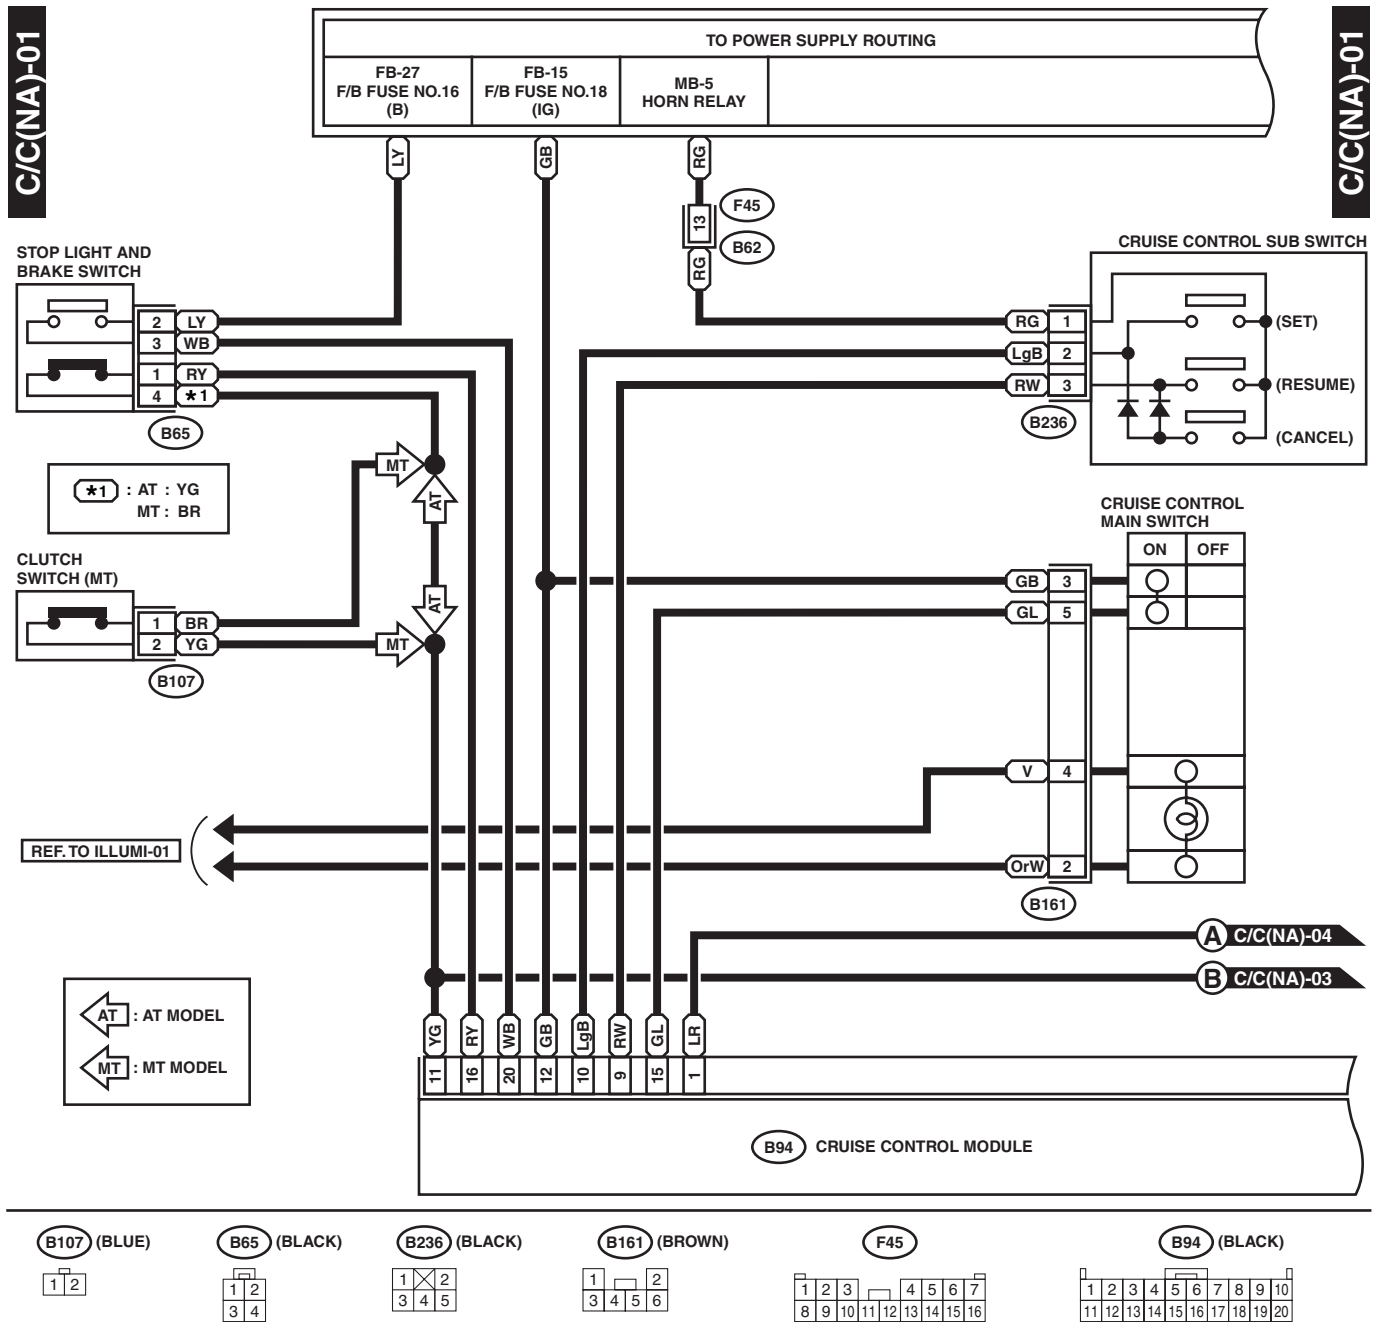 C/C(NA)-01
C/C(NA)-01
TO POWER SUPPLY ROUTING
FB-27
F/B FUSE NO.16
(B)
FB-15
F/B FUSE NO.18
(IG)
MB-5
HORN RELAY
LY
GB
RG
13
F45
B62
RG
STOP LIGHT AND
BRAKE SWITCH
2 LY
3 WB
1 RY
4 *1
B65
*1 : AT : YG
MT : BR
CLUTCH
SWITCH (MT)
1 BR
2 YG
B107
MT
AT
AT
MT
CRUISE CONTROL SUB SWITCH
RG 1
LgB 2
RW 3
B236
(SET)
(RESUME)
(CANCEL)
CRUISE CONTROL
MAIN SWITCH
ON OFF
GB 3
GL 5
V 4
OrW 2
B161
REF. TO ILLUMI-01
A C/C(NA)-04
B C/C(NA)-03
AT : AT MODEL
MT : MT MODEL
YG RY WB GB LgB RW GL LR
11 16 20 12 10 9 15 1
B94 CRUISE CONTROL MODULE
B107 (BLUE)
1 2
B65 (BLACK)
1 2
3 4
B236 (BLACK)
1 2
3 4 5
B161 (BROWN)
1 2
3 4 5 6
F45
1 2 3 4 5 6 7
8 9 10 11 12 13 14 15 16
B94 (BLACK)
1 2 3 4 5 6 7 8 9 10
11 12 13 14 15 16 17 18 19 20